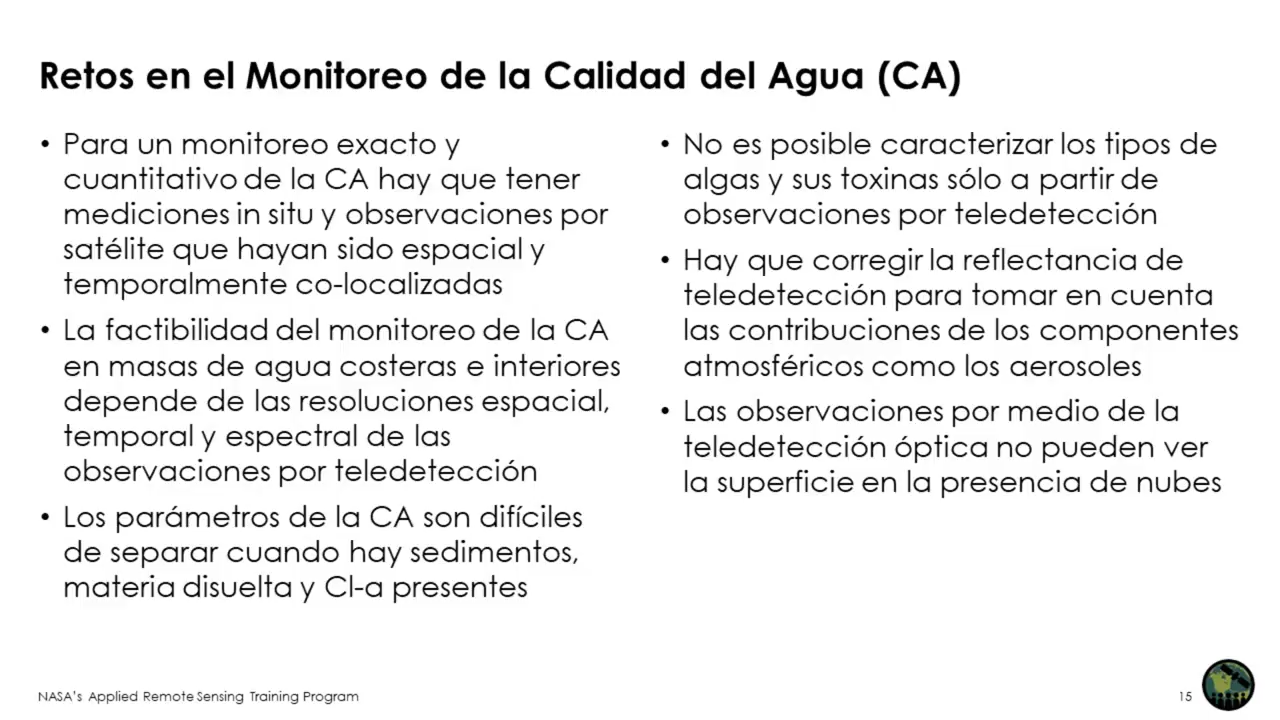 Retos en el Monitoreo de la Calidad del Agua (CA)
• Para un monitoreo exacto y
cuantitativo de la CA hay que tener
mediciones in situ y observaciones por
satélite que hayan sido espacial y
temporalmente co-localizadas
• La factibilidad del monitoreo de la CA
en masas de agua costeras e interiores
depende de las resoluciones espacial,
temporal y espectral de las
observaciones por teledetección
• Los parámetros de la CA son difíciles
de separar cuando hay sedimentos,
materia disuelta y Cl-a presentes
• No es posible caracterizar los tipos de
algas y sus toxinas sólo a partir de
observaciones por teledetección
• Hay que corregir la reflectancia de
teledetección para tomar en cuenta
las contribuciones de los componentes
atmosféricos como los aerosoles
• Las observaciones por medio de la
teledetección óptica no pueden ver
la superficie en la presencia de nubes
NASA's Applied Remote Sensing Training Program
15